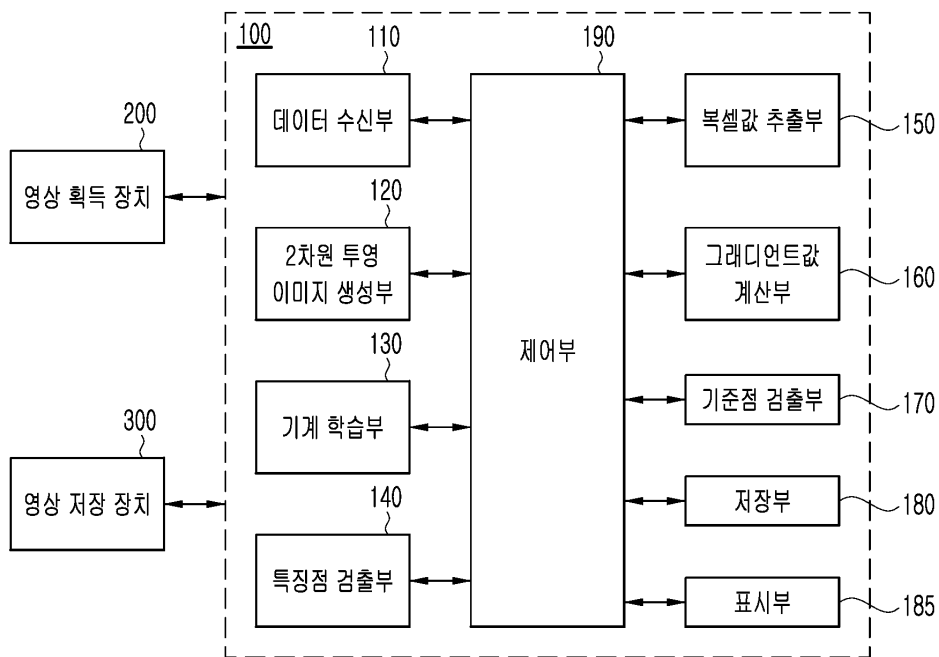 100
110
190
데이터 수신부
복셀값 추출부
150
200
영상 획득 장치
120
2차원 투영
이미지 생성부
그래디언트값
계산부
160
제어부
130
기계 학습부
기준점 검출부
170
300
영상 저장 장치
140
특징점 검출부
저장부
180
표시부
185